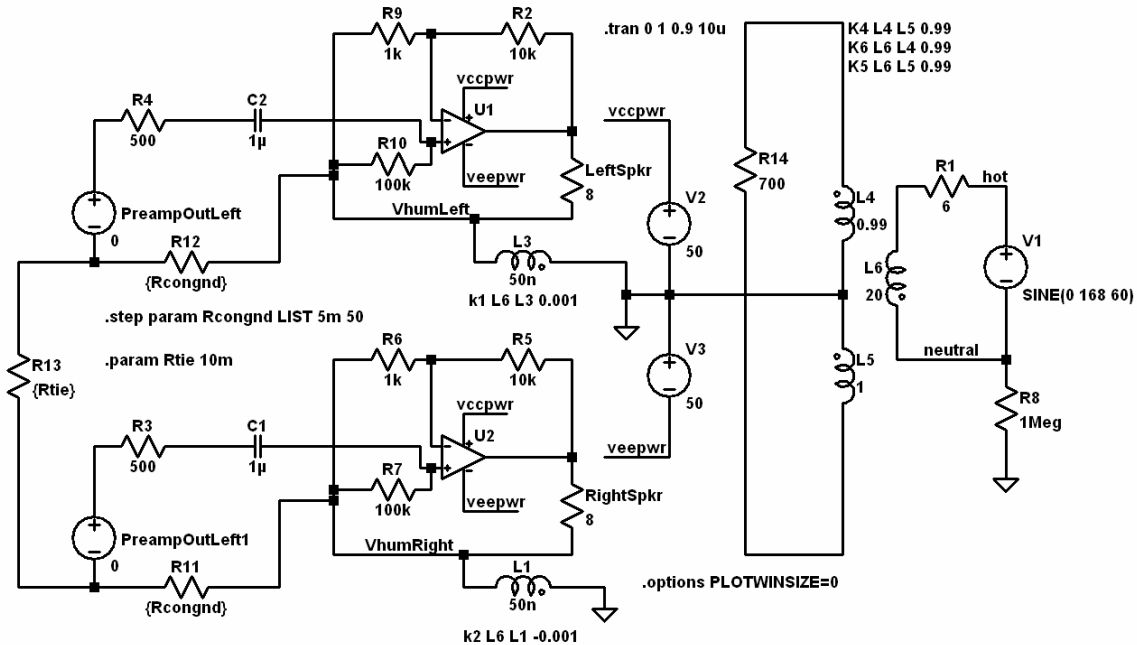 R9
1k
R2
10k
.tran 0 1 0.9 10u
K4 L4 L5 0.99
K6 L6 L4 0.99
K5 L6 L5 0.99
vccpwr
U1
R4
500
C2
1µ
R10
100k
veepwr
LeftSpkr
8
vccpwr
R14
700
R1
6
hot
PreampOutLeft
0
VhumLeft
V2
50
L4
0.99
V1
SINE(0 168 60)
R12
{Rcongnd}
L3
50n
k1 L6 L3 0.001
L6
20
.step param Rcongnd LIST 5m 50
neutral
R13
{Rtie}
.param Rtie 10m
R6
1k
R5
10k
V3
50
L5
1
R8
1Meg
vccpwr
U2
R3
500
C1
1µ
R7
100k
veepwr
veepwr
RightSpkr
8
PreampOutLeft1
0
VhumRight
R11
{Rcongnd}
L1
50n
.options PLOTWINSIZE=0
k2 L6 L1 -0.001